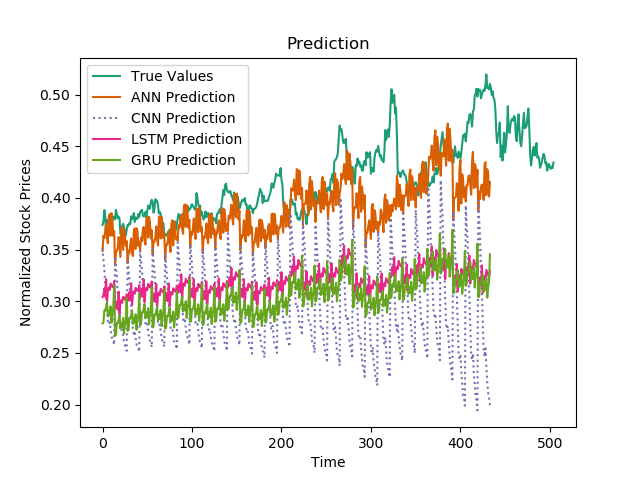 Prediction
True Values
ANN Prediction
CNN Prediction
LSTM Prediction
GRU Prediction
Normalized Stock Prices
0.50
0.45
0.40
0.35
0.30
0.25
0.20
0
100
200
300
400
500
Time